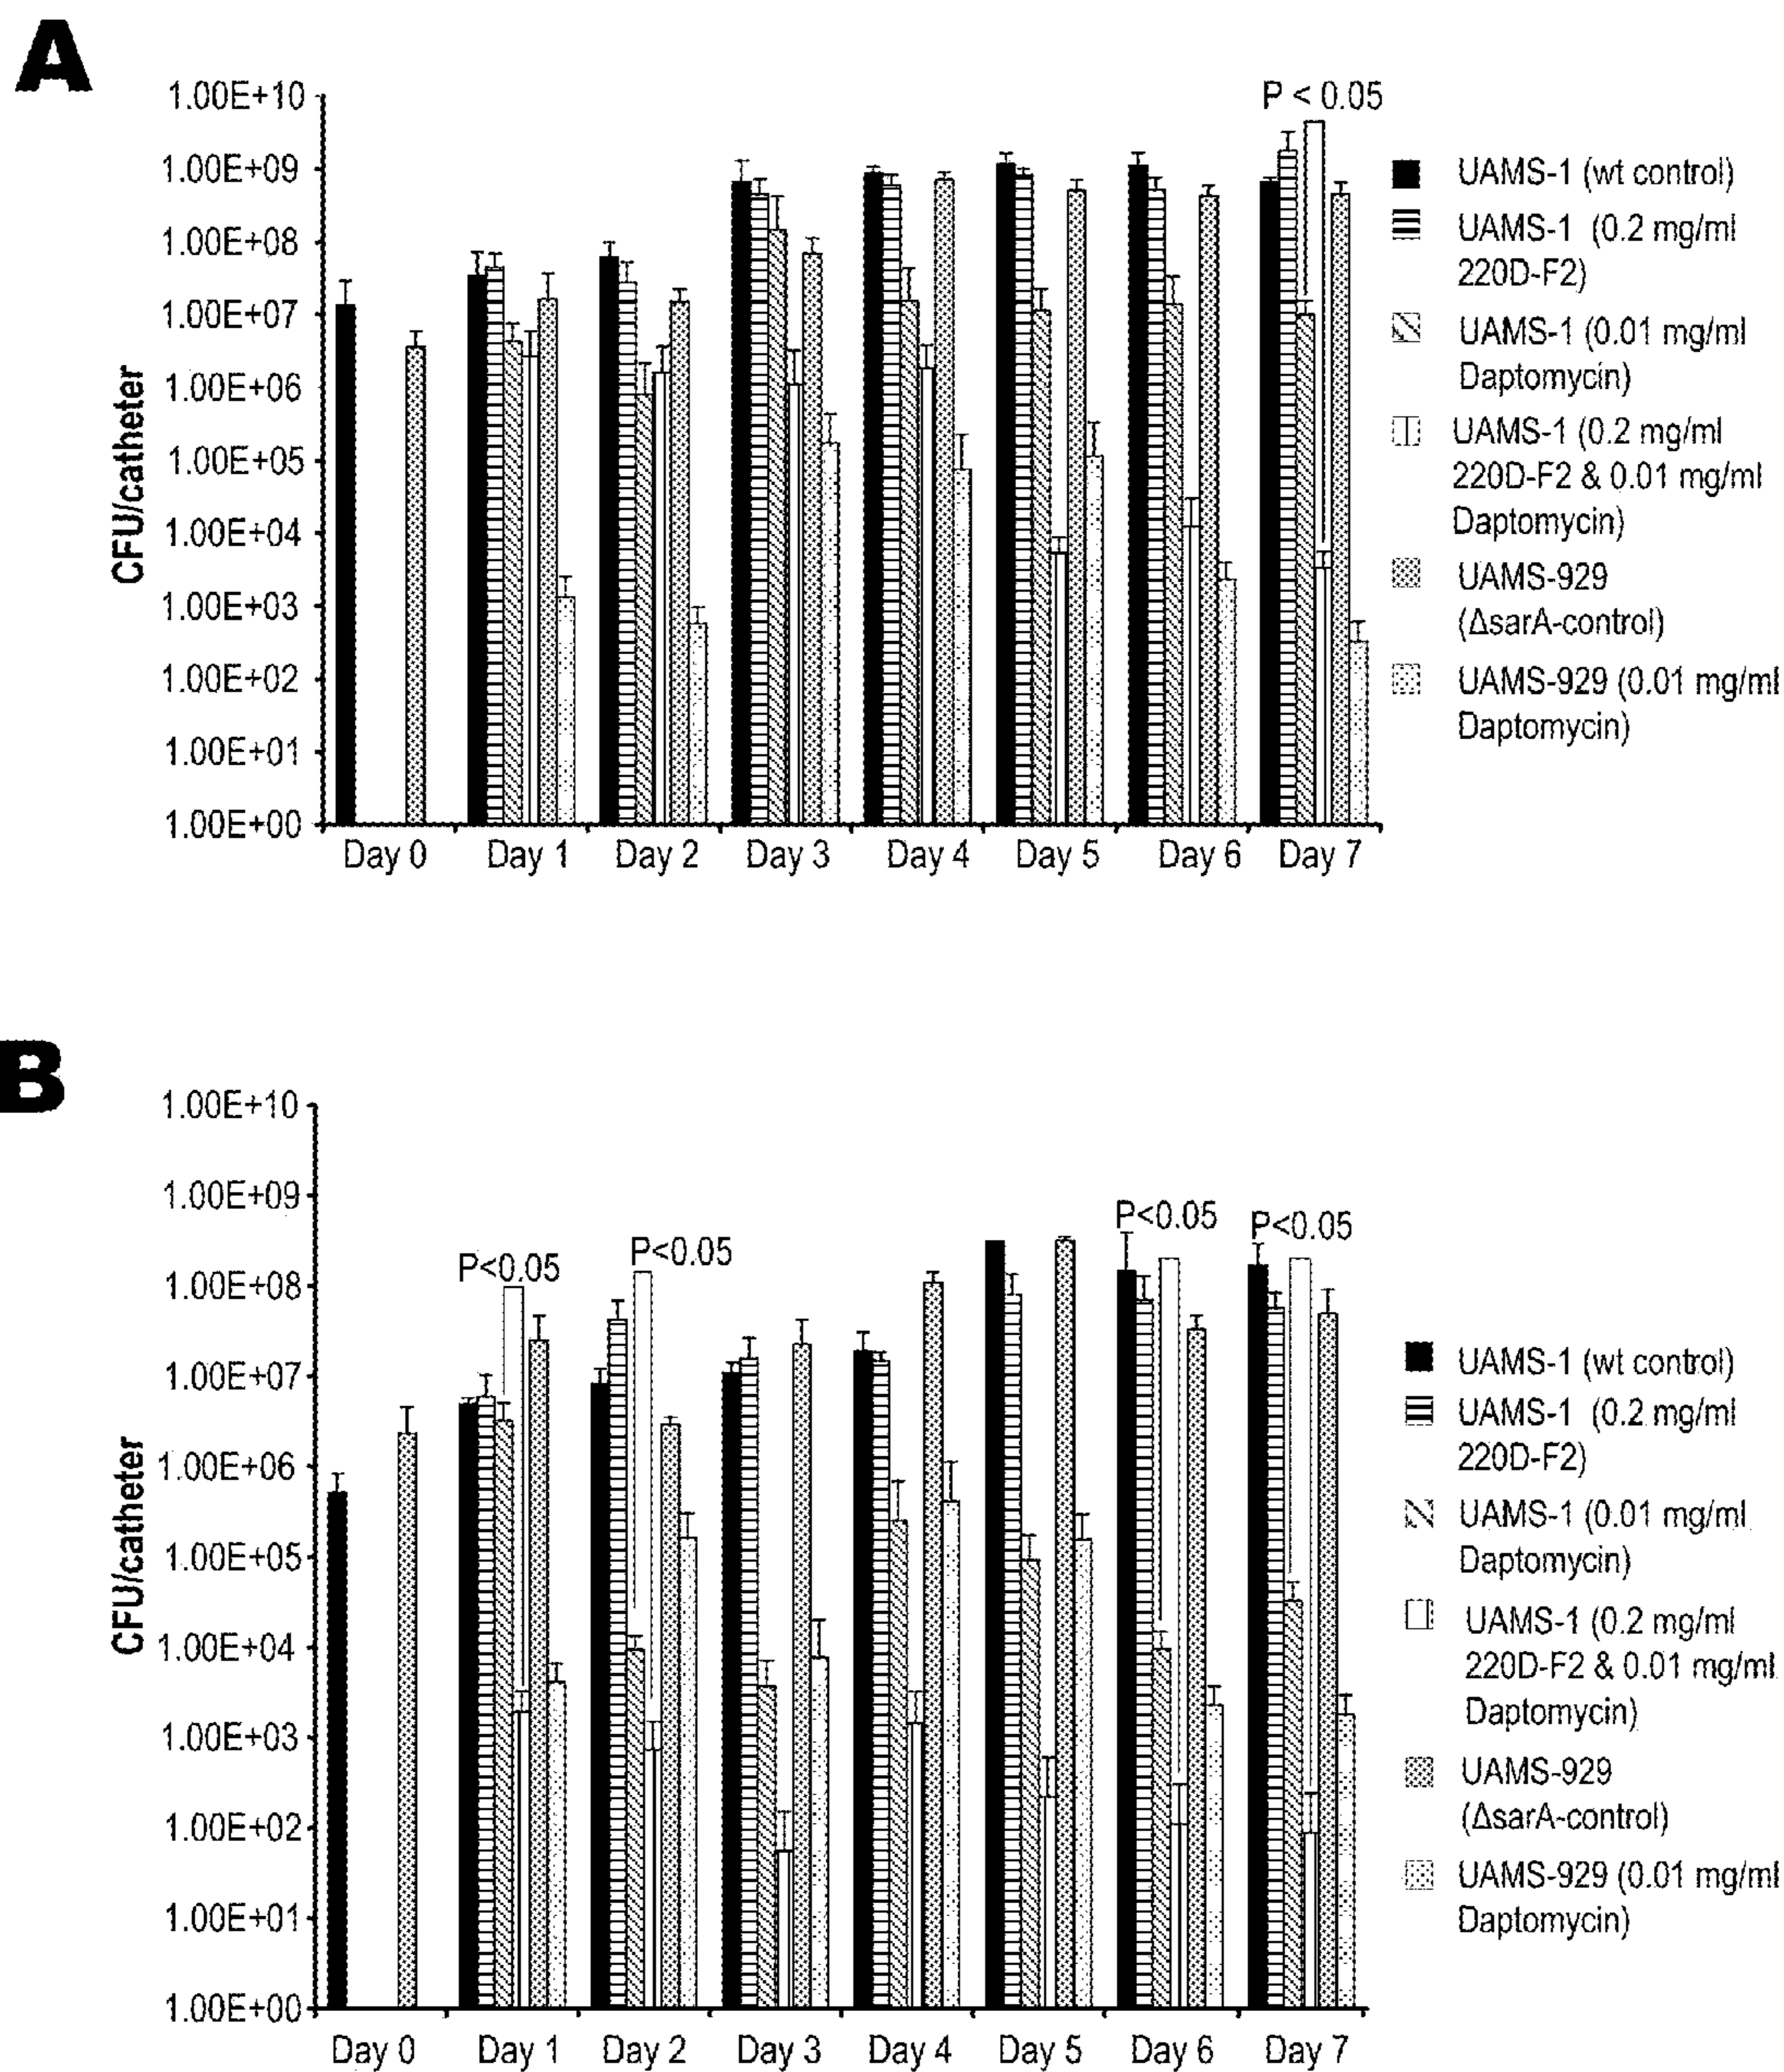 A
1.00E+10
1.00E+09
1.00E+08
1.00E+07
1.00E+06
1.00E+05
1.00E+04
1.00E+03
1.00E+02
1.00E+01
1.00E+00
CFU/catheter
P < 0.05
Day 0 Day 1 Day 2 Day 3 Day 4 Day 5 Day 6 Day 7
UAMS-1 (wt control)
UAMS-1 (0.2 mg/ml
220D-F2)
UAMS-1 (0.01 mg/ml
Daptomycin)
UAMS-1 (0.2 mg/ml
220D-F2 & 0.01 mg/ml
Daptomycin)
UAMS-929
(ΔsarA-control)
UAMS-929 (0.01 mg/ml
Daptomycin)
B
1.00E+10
1.00E+09
1.00E+08
1.00E+07
1.00E+06
1.00E+05
1.00E+04
1.00E+03
1.00E+02
1.00E+01
1.00E+00
CFU/catheter
P<0.05
P<0.05
P<0.05
P<0.05
Day 0 Day 1 Day 2 Day 3 Day 4 Day 5 Day 6 Day 7
UAMS-1 (wt control)
UAMS-1 (0.2 mg/ml
220D-F2)
UAMS-1 (0.01 mg/ml
Daptomycin)
UAMS-1 (0.2 mg/ml
220D-F2 & 0.01 mg/ml
Daptomycin)
UAMS-929
(ΔsarA-control)
UAMS-929 (0.01 mg/ml
Daptomycin)